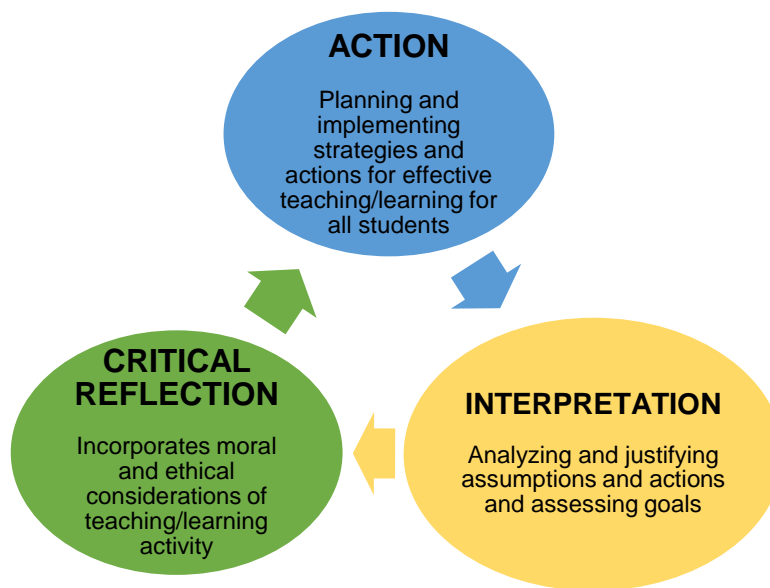 ACTION
Planning and
implementing
strategies and
actions for effective
teaching/learning for
all students
CRITICAL
REFLECTION
Incorporates moral
and ethical
considerations of
teaching/learning
activity
INTERPRETATION
Analyzing and justifying
assumptions and actions
and assessing goals